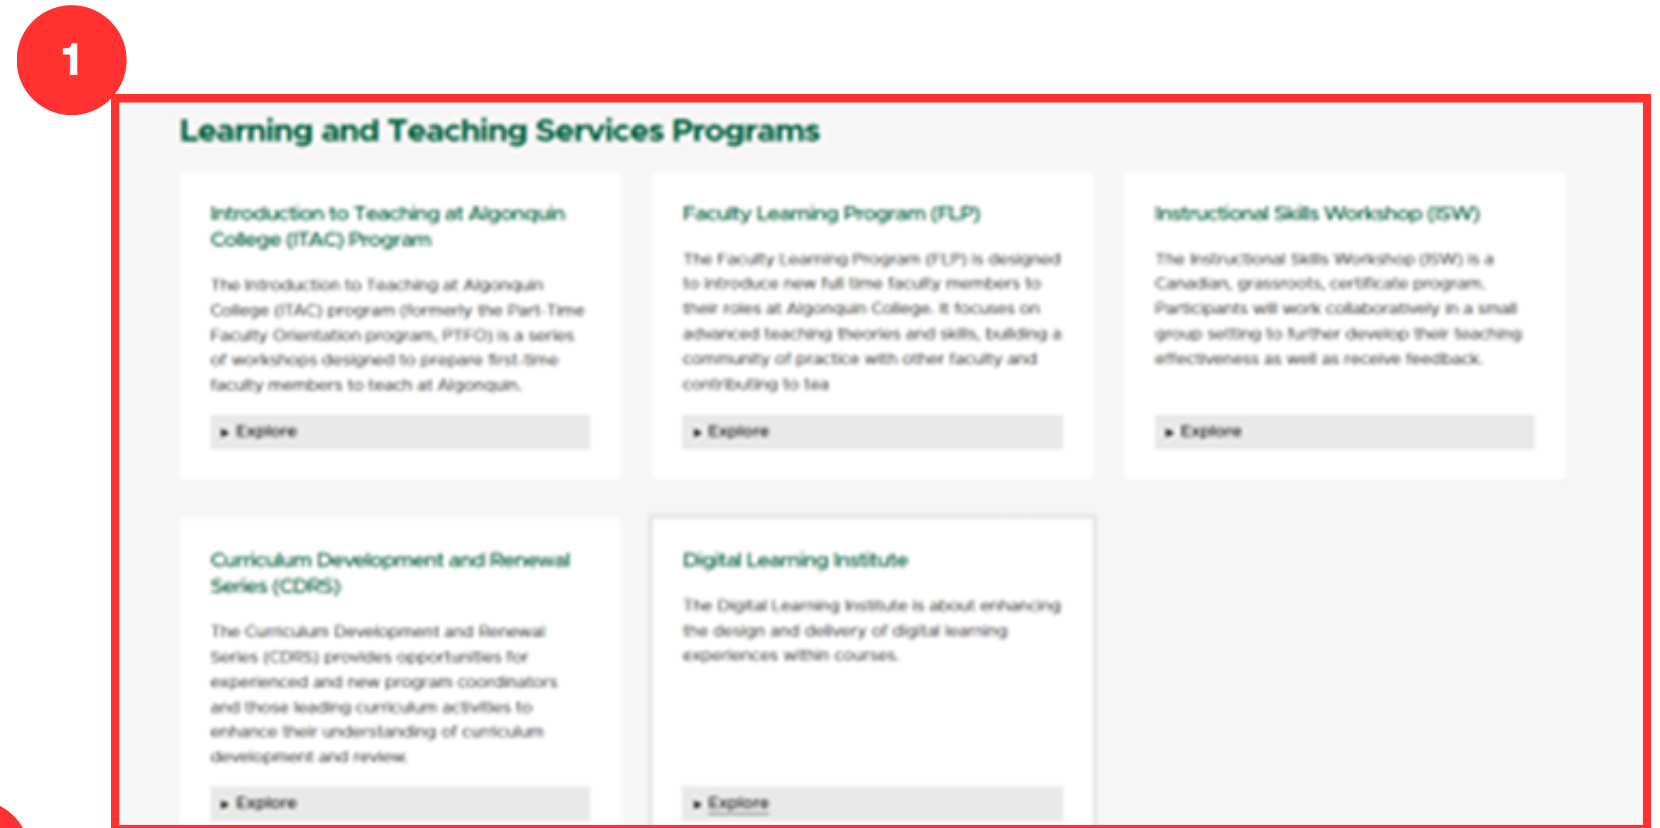 1
Learning and Teaching Services Programs
Introduction to Teaching at Algonquin
College (ITAC) Program
The Introduction to Teaching at Algonquin
College (ITAC) program (formerly the Part-Time
Faculty Orientation program, PTFO) is a series
of workshops designed to prepare first-time
faculty members to teach at Algonquin.
▸ Explore
Faculty Learning Program (FLP)
The Faculty Learning Program (FLP) is designed
to introduce new full time faculty members to
their roles at Algonquin College. It focuses on
advanced teaching theories and skills, building a
community of practice with other faculty and
contributing to tea
▸ Explore
Instructional Skills Workshop (ISW)
The Instructional Skills Workshop (ISW) is a
Canadian, grassroots, certificate program.
Participants will work collaboratively in a small
group setting to further develop their teaching
effectiveness as well as receive feedback.
▸ Explore
Curriculum Development and Renewal
Series (CDRS)
The Curriculum Development and Renewal
Series (CDRS) provides opportunities for
experienced and new program coordinators
and those leading curriculum activities to
enhance their understanding of curriculum
development and review.
▸ Explore
Digital Learning Institute
The Digital Learning Institute is about enhancing
the design and delivery of digital learning
experiences within courses.
▸ Explore